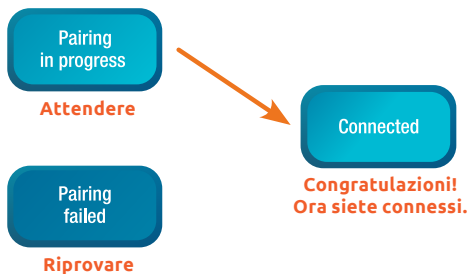 Pairing
in progress
Attendere
Connected
Congratulazioni!
Ora siete connessi.
Pairing
failed
Riprovare